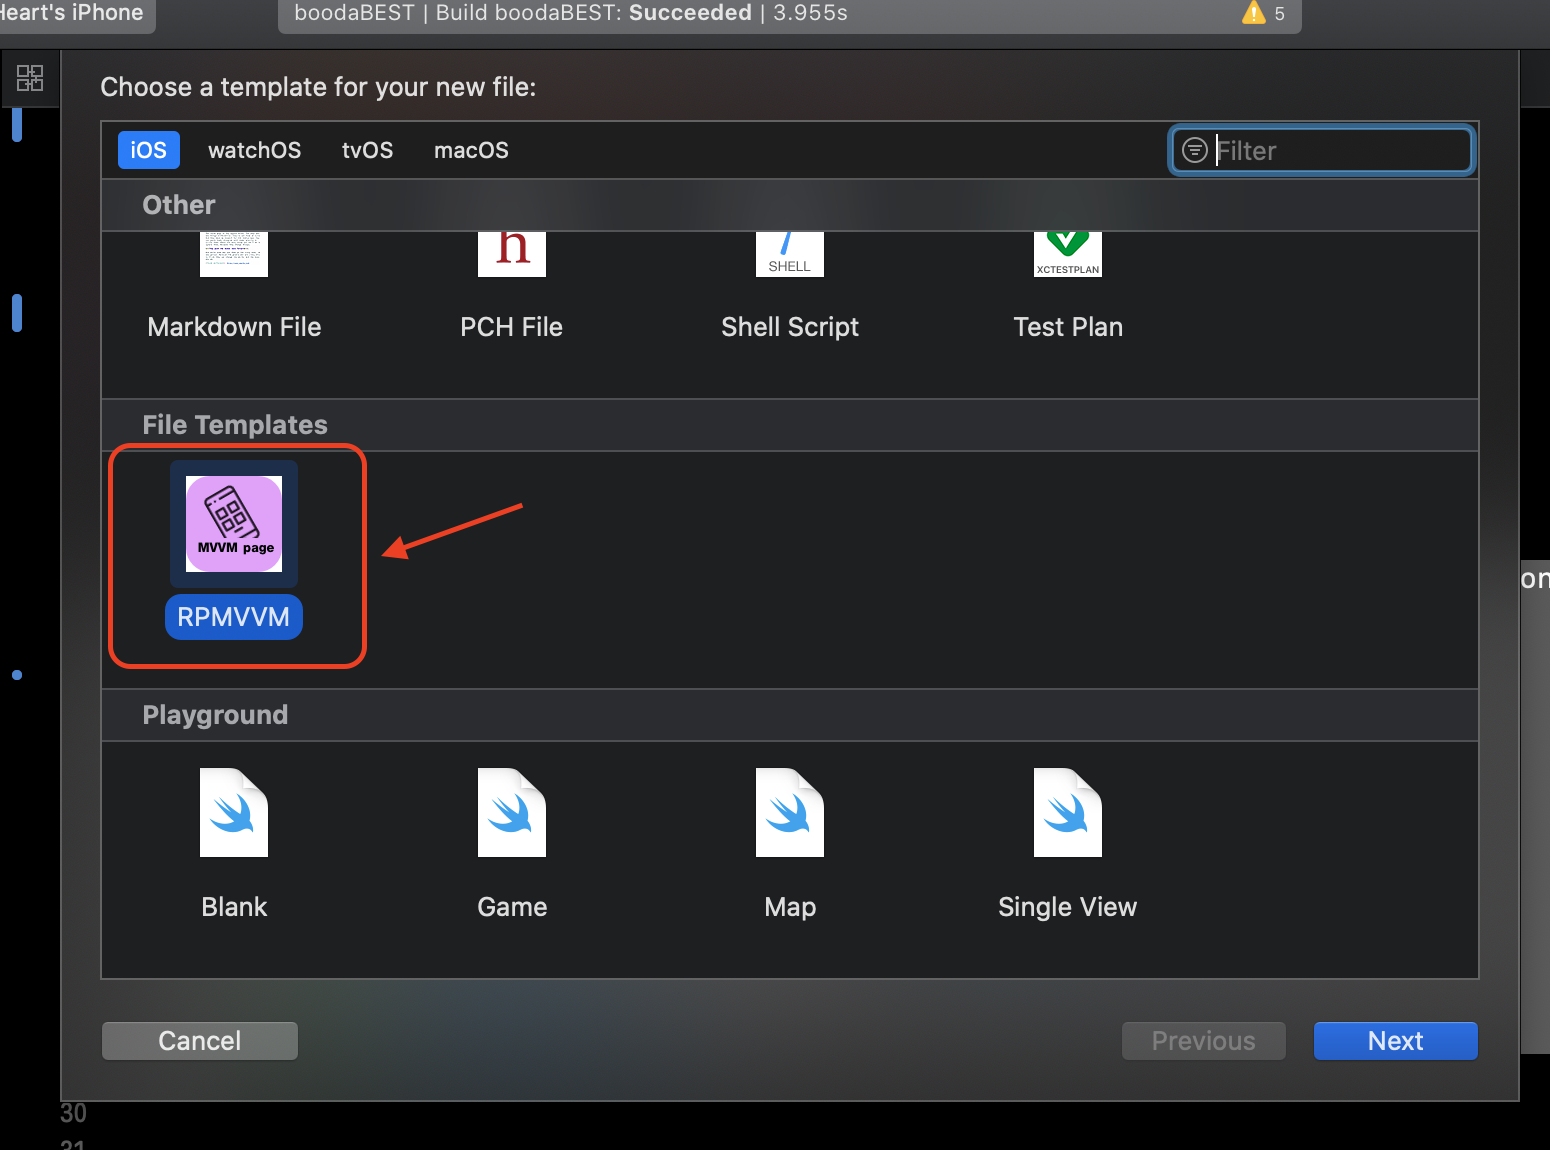 Heart's iPhone
boodaBEST | Build boodaBEST: Succeeded | 3.955s
5
Choose a template for your new file:
iOS watchOS tvOS macOS
Filter
Other
h
SHELL
XCTESTPLAN
Markdown File PCH File Shell Script Test Plan
File Templates
MVVM page
RPMVVM
on
Playground
Blank Game Map Single View
Cancel Previous Next
30
31